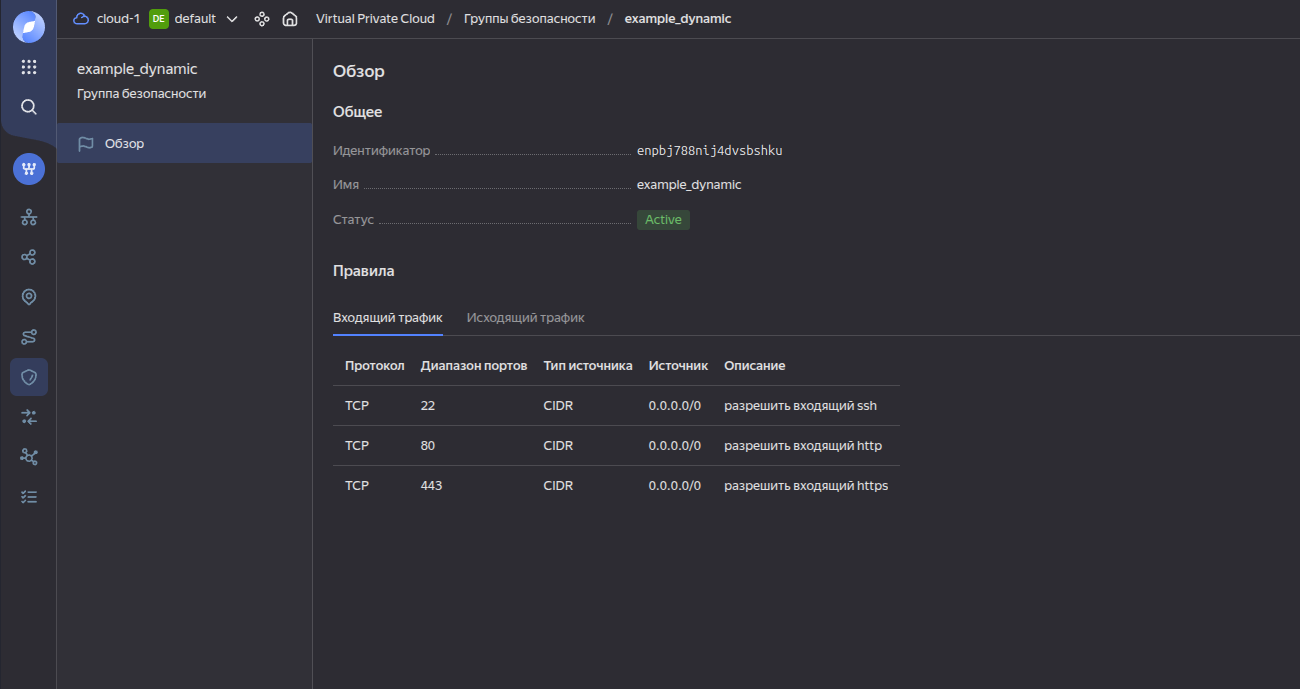 cloud-1 DE default Virtual Private Cloud / Группы безопасности / example_dynamic
example_dynamic
Группа безопасности
Обзор
Обзор
Общее
Идентификатор enpbj788nij4dvsbshku
Имя example_dynamic
Статус Active
Правила
Входящий трафик Исходящий трафик
Протокол Диапазон портов Тип источника Источник Описание
TCP 22 CIDR 0.0.0.0/0 разрешить входящий ssh
TCP 80 CIDR 0.0.0.0/0 разрешить входящий http
TCP 443 CIDR 0.0.0.0/0 разрешить входящий https